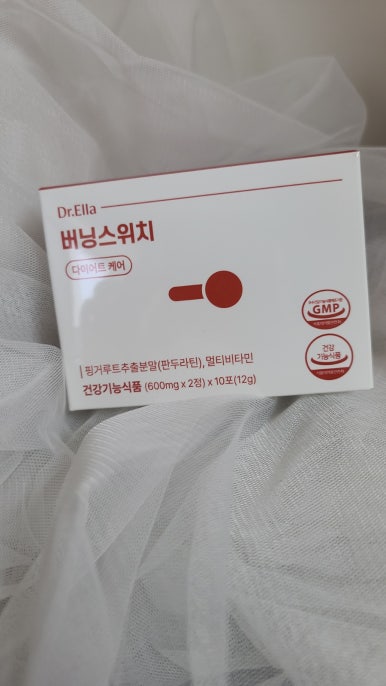 Dr.Ella
버닝스위치
다이어트 케어
GMP
건강
기능식품
핑거루트추출분말(판두라틴), 멀티비타민
건강기능식품 (600mg x 2정) x 10포(12g)